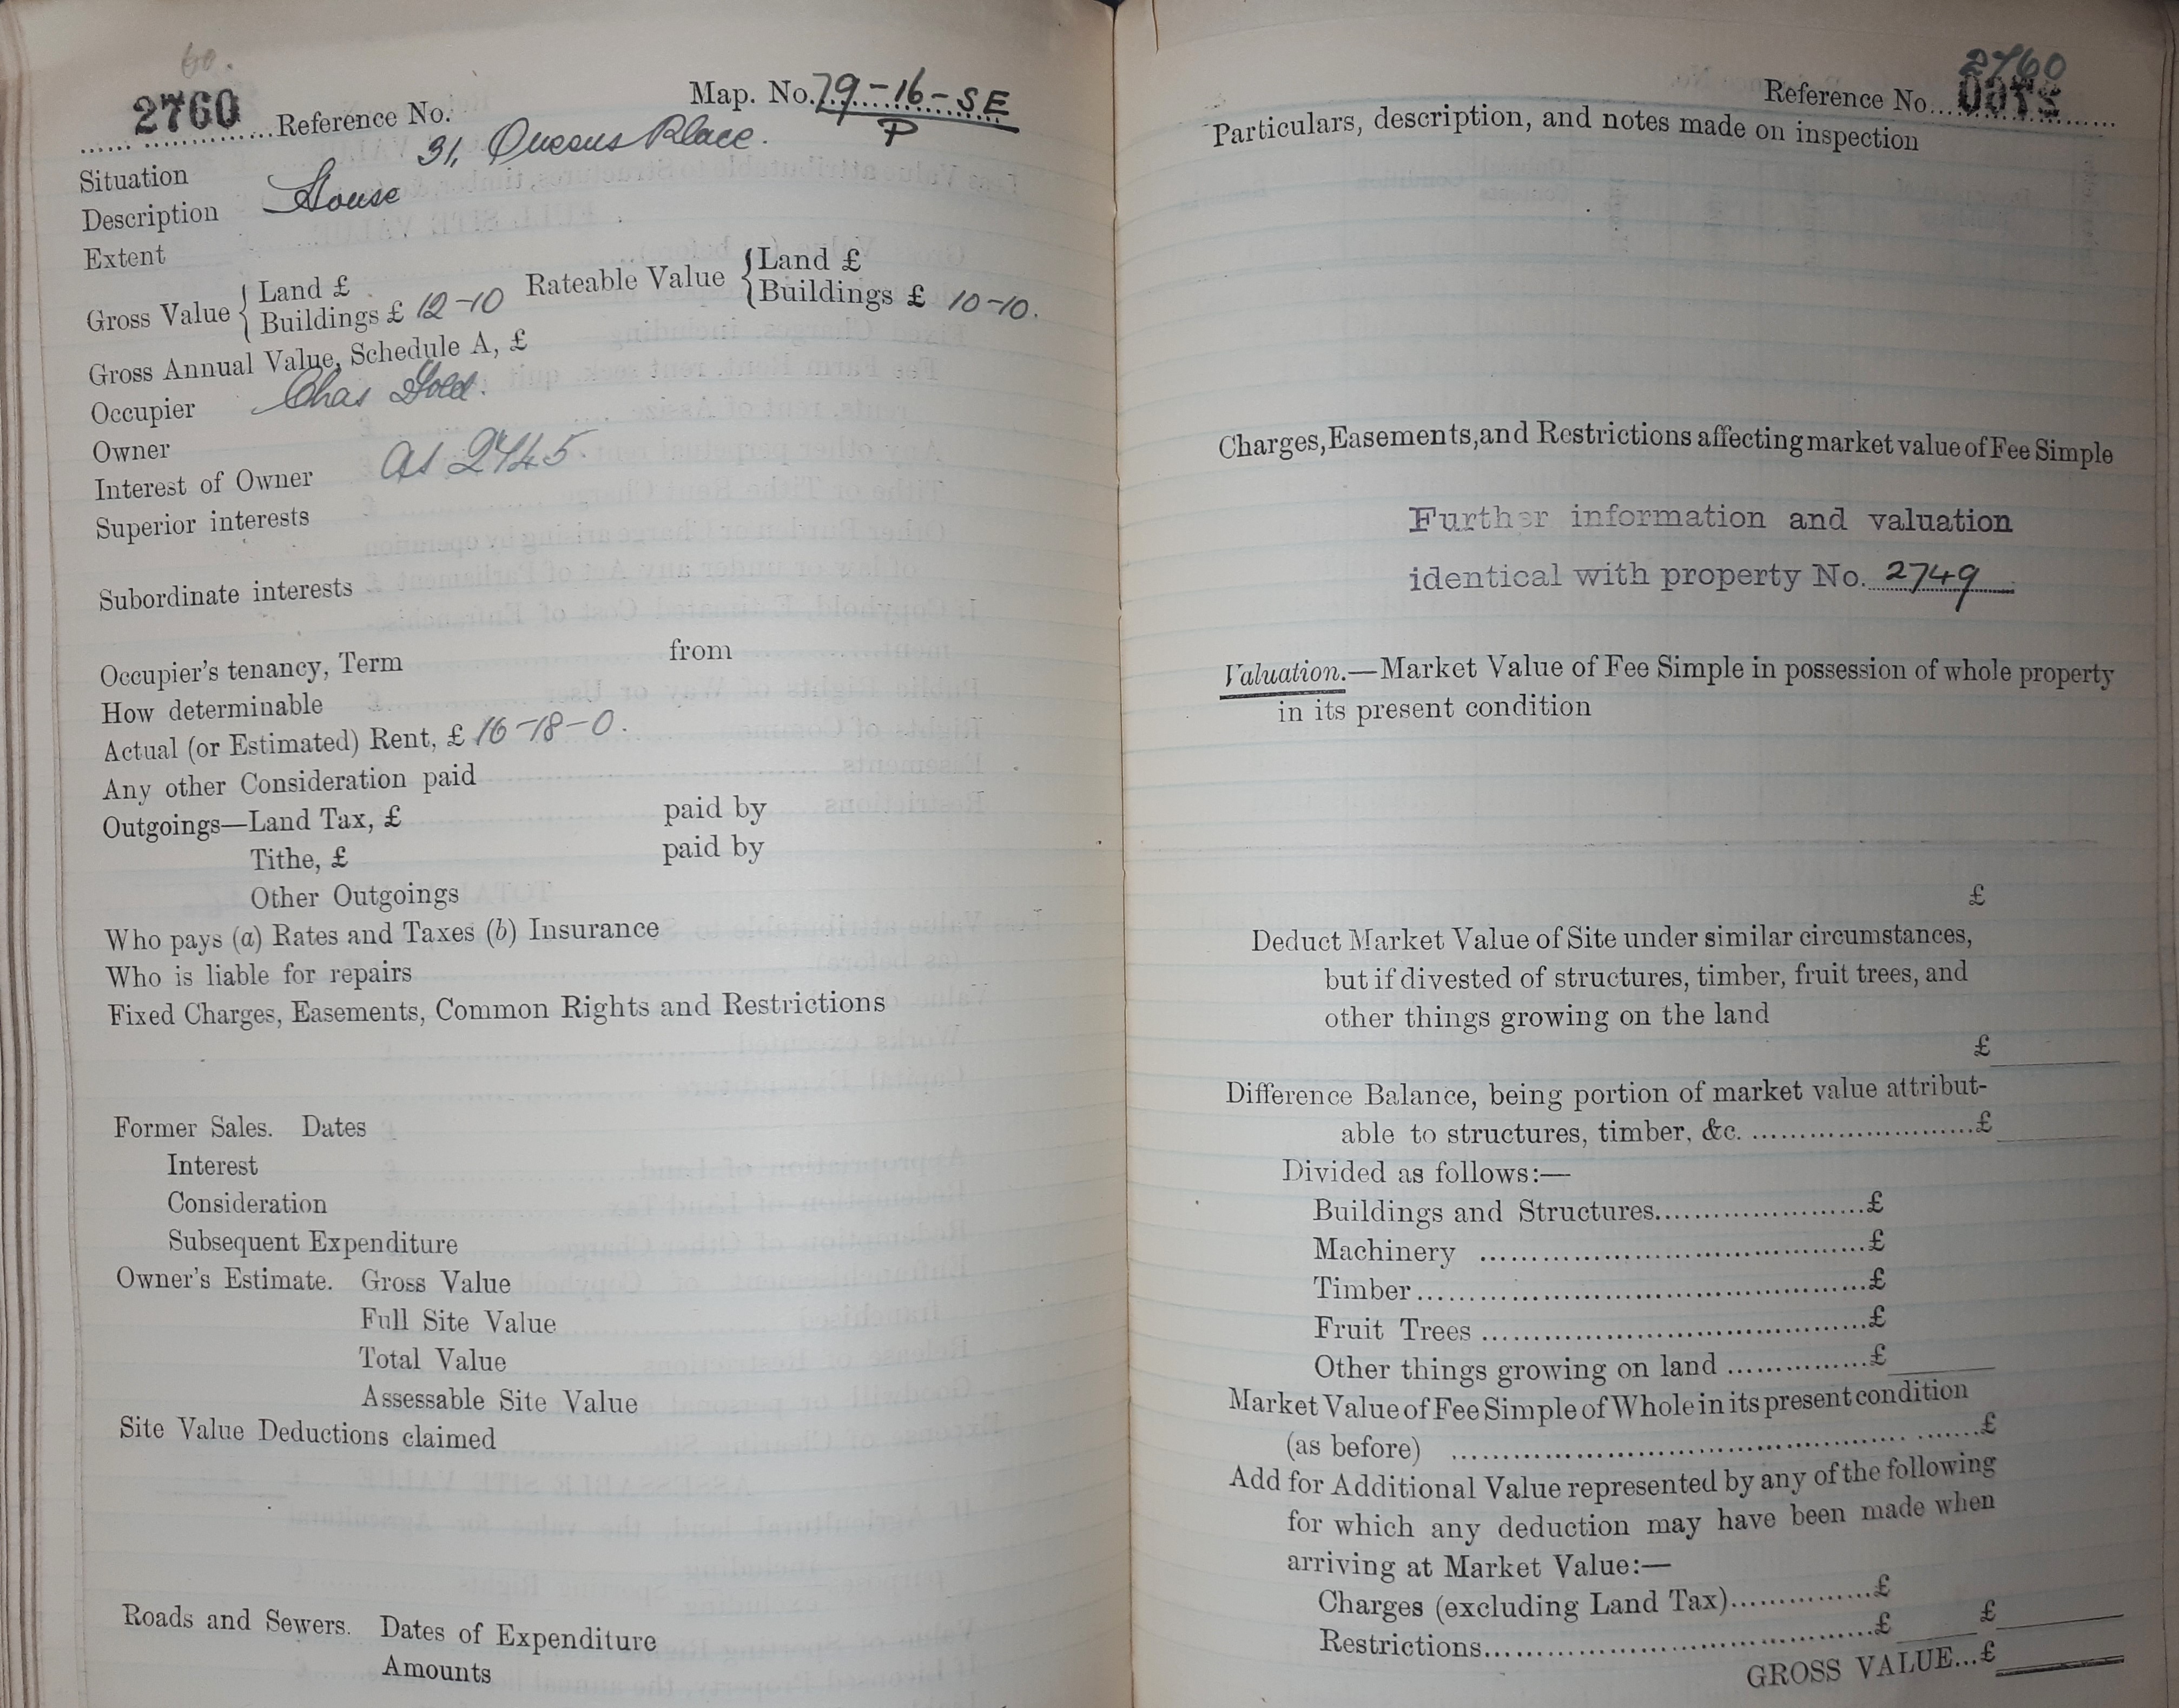 60.
2760 Reference No. Map. No. 79-16-SE
P
Situation 31, Queens Place.
Description House
Extent
Gross Value { Land £
Buildings £ 12-10 Rateable Value { Land £
Buildings £ 10-10.
Gross Annual Value, Schedule A, £
Occupier Chas Gold.
Owner
Interest of Owner As 2745.
Superior interests
Subordinate interests
Occupier's tenancy, Term from
How determinable
Actual (or Estimated) Rent, £ 16-18-0.
Any other Consideration paid
Outgoings—Land Tax, £ paid by
Tithe, £ paid by
Other Outgoings
Who pays (a) Rates and Taxes (b) Insurance
Who is liable for repairs
Fixed Charges, Easements, Common Rights and Restrictions
Former Sales. Dates
Interest
Consideration
Subsequent Expenditure
Owner's Estimate. Gross Value
Full Site Value
Total Value
Assessable Site Value
Site Value Deductions claimed
Roads and Sewers. Dates of Expenditure
Amounts
2760
Reference No.
Particulars, description, and notes made on inspection
Charges, Easements, and Restrictions affecting market value of Fee Simple
Further information and valuation
identical with property No. 2749
Valuation.—Market Value of Fee Simple in possession of whole property
in its present condition
£
Deduct Market Value of Site under similar circumstances,
but if divested of structures, timber, fruit trees, and
other things growing on the land
£
Difference Balance, being portion of market value attribut-
able to structures, timber, &c. ........................£
Divided as follows:—
Buildings and Structures.......................£
Machinery .......................................£
Timber..............................................£
Fruit Trees .......................................£
Other things growing on land ...............£
Market Value of Fee Simple of Whole in its present condition
(as before) ..................................................£
Add for Additional Value represented by any of the following
for which any deduction may have been made when
arriving at Market Value:—
Charges (excluding Land Tax)...............£
Restrictions.......................................£ £
GROSS VALUE...£